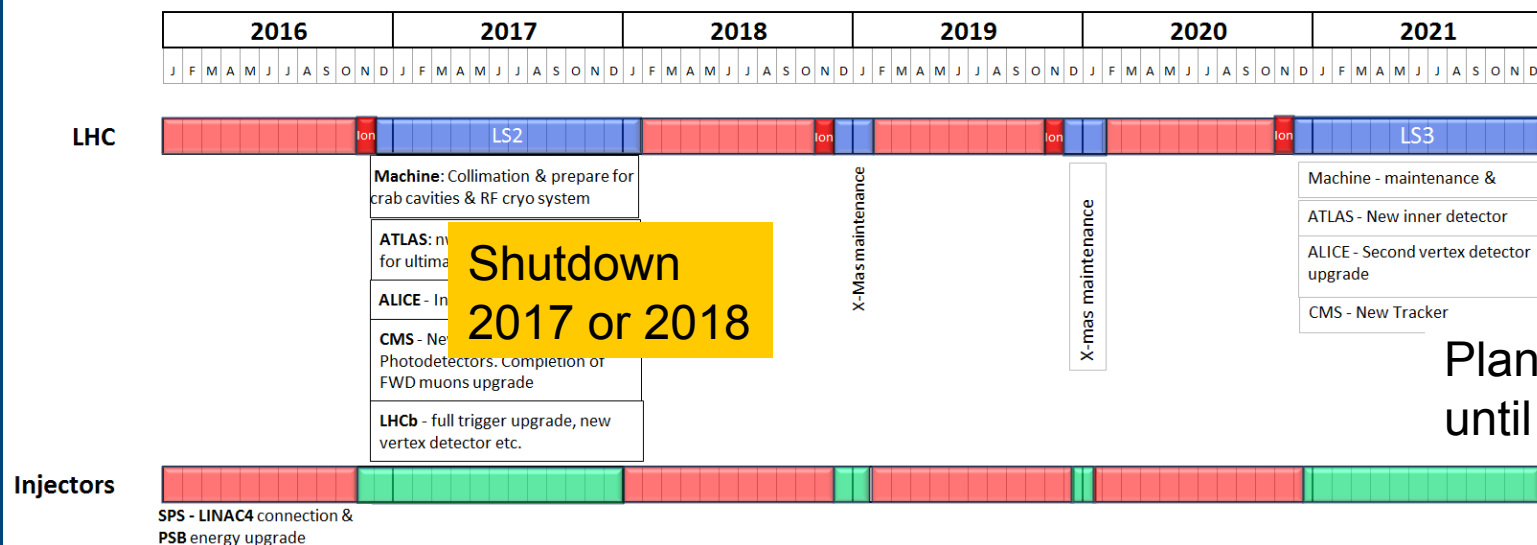 2016 2017 2018 2019 2020 2021
J F M A M J J A S O N D J F M A M J J A S O N D J F M A M J J A S O N D J F M A M J J A S O N D J F M A M J J A S O N D J F M A M J J A S O N D
LHC
Ion LS2 Ion Ion Ion LS3
Machine: Collimation & prepare for
crab cavities & RF cryo system
ATLAS:
for
ALICE -
CMS -
Photodetectors. Completion of
FWD muons upgrade
LHCb - full trigger upgrade, new
vertex detector etc.
Shutdown
2017 or 2018
X-Mas maintenance
X-mas maintenance
Machine - maintenance &
ATLAS - New inner detector
ALICE - Second vertex detector
upgrade
CMS - New Tracker
Plan
until
Injectors
SPS - LINAC4 connection &
PSB energy upgrade